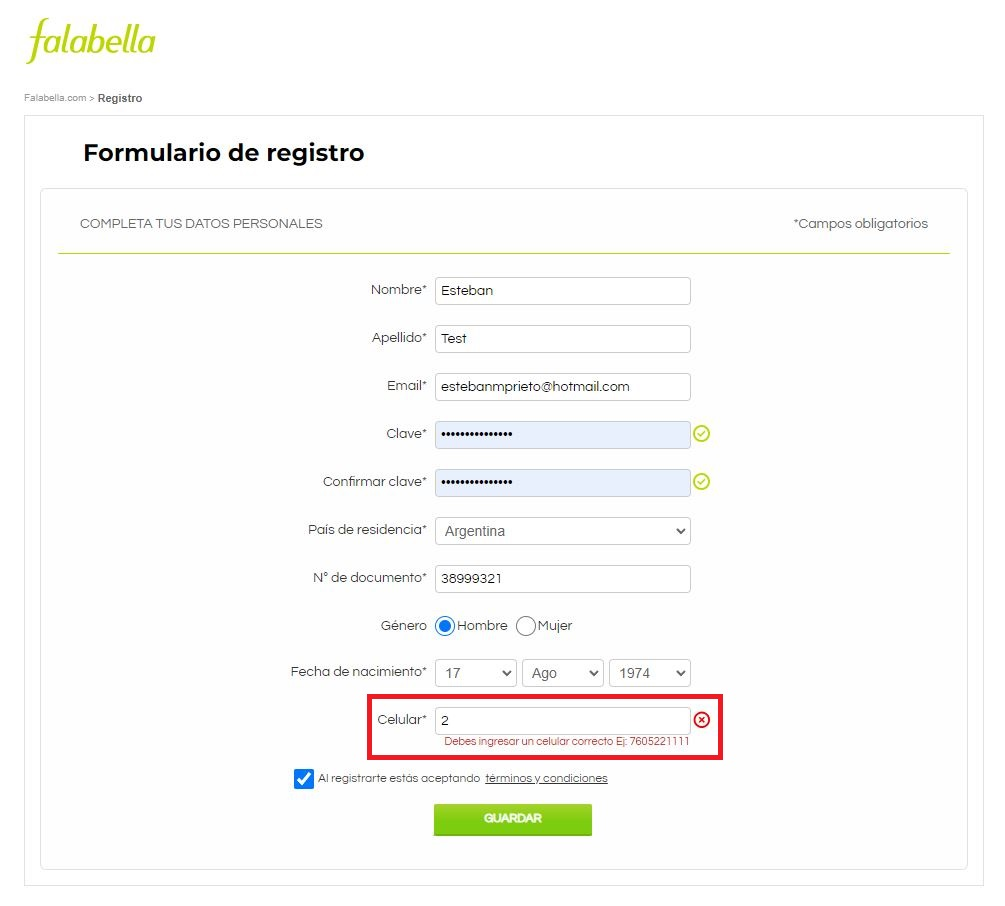 falabella
Falabella.com > Registro
Formulario de registro
COMPLETA TUS DATOS PERSONALES *Campos obligatorios
Nombre* Esteban
Apellido* Test
Email* estebanmprieto@hotmail.com
Clave* •••••••••••••••
Confirmar clave* •••••••••••••••
País de residencia* Argentina
N° de documento* 38999321
Género Hombre Mujer
Fecha de nacimiento* 17 Ago 1974
Celular* 2
Debes ingresar un celular correcto Ej: 7605221111
Al registrarte estás aceptando términos y condiciones
GUARDAR